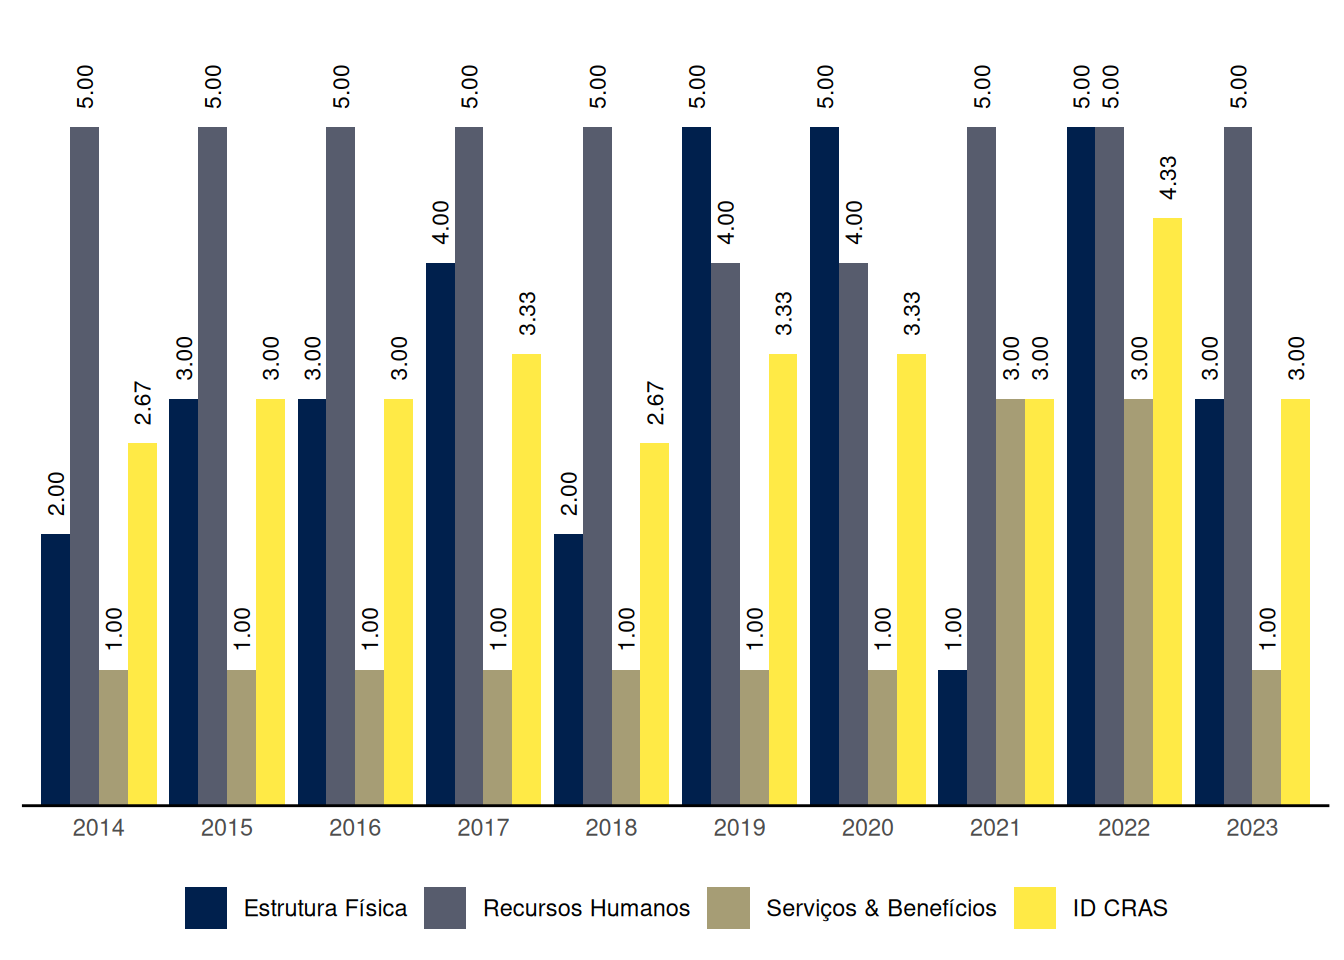 5.00 5.00 5.00 5.00 5.00 5.00 5.00 5.00 5.00 5.00 5.00
4.33
4.00 4.00 4.00
3.33 3.33 3.33
3.00 3.00 3.00 3.00 3.00 3.00 3.00 3.00 3.00
2.67 2.67
2.00 2.00
1.00 1.00 1.00 1.00 1.00 1.00 1.00 1.00 1.00
2014 2015 2016 2017 2018 2019 2020 2021 2022 2023
Estrutura Física Recursos Humanos Serviços & Benefícios ID CRAS